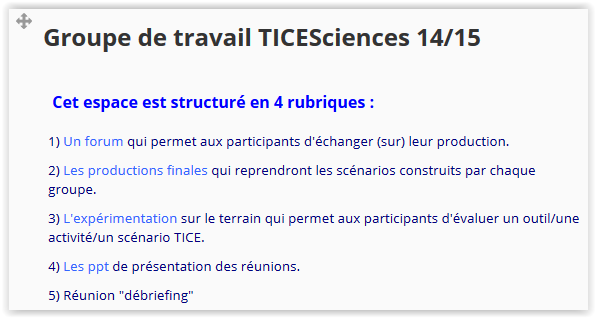 Groupe de travail TICESciences 14/15
Cet espace est structuré en 4 rubriques :
1) Un forum qui permet aux participants d'échanger (sur) leur production.
2) Les productions finales qui reprendront les scénarios construits par chaque
groupe.
3) L'expérimentation sur le terrain qui permet aux participants d'évaluer un outil/une
activité/un scénario TICE.
4) Les ppt de présentation des réunions.
5) Réunion "débriefing"